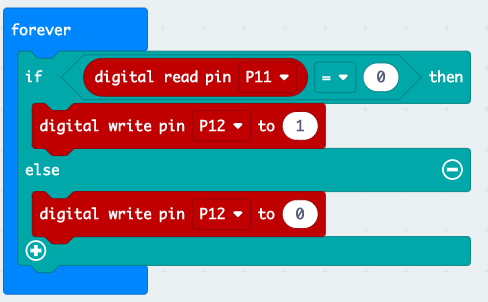 forever
if digital read pin P11 = 0 then
digital write pin P12 to 1
else
digital write pin P12 to 0